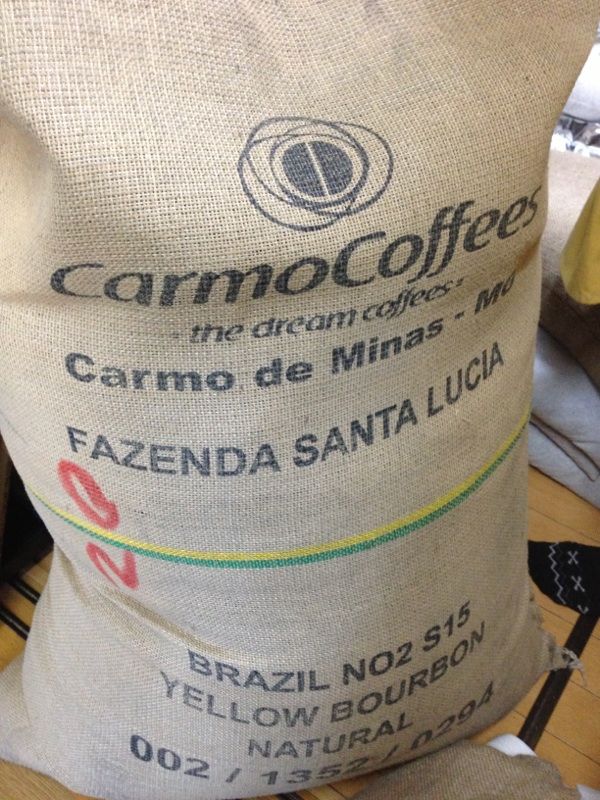 CarmoCoffees
- the dream coffees -
Carmo de Minas - MG
FAZENDA SANTA LUCIA
20
BRAZIL NO2 S15
YELLOW BOURBON
NATURAL
002 / 1352 / 0294